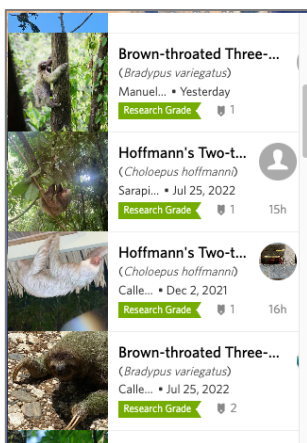 Brown-throated Three-...
(Bradypus variegatus)
Manuel... • Yesterday
Research Grade 1
Hoffmann's Two-t...
(Choloepus hoffmanni)
Sarapi... • Jul 25, 2022
Research Grade 1 15h
Hoffmann's Two-t...
(Choloepus hoffmanni)
Calle... • Dec 2, 2021
Research Grade 1 16h
Brown-throated Three-...
(Bradypus variegatus)
Calle... • Jul 25, 2022
Research Grade 2